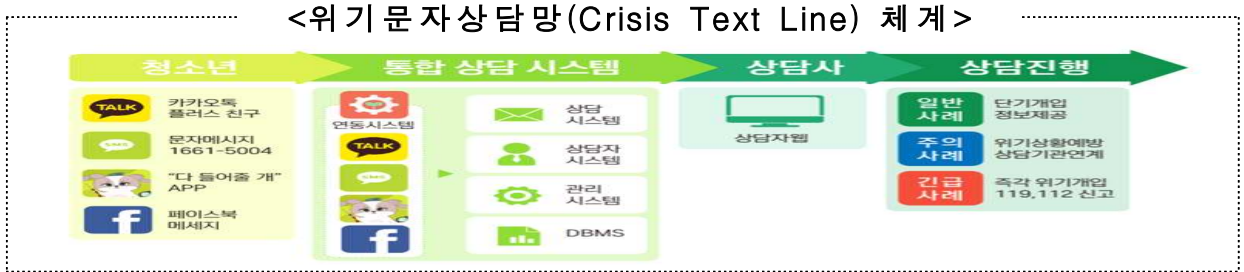 <위기문자상담망(Crisis Text Line) 체계>
청소년
통합 상담 시스템
상담사
상담진행
TALK
카카오톡
플러스 친구
SMS
문자메시지
1661-5004
"다 들어줄 개"
APP
f
페이스북
메세지
연동시스템
TALK
SMS
f
상담
시스템
상담자
시스템
관리
시스템
DBMS
상담자웹
일반
사례
단기개입
정보제공
주의
사례
위기상황예방
상담기관연계
긴급
사례
즉각 위기개입
119,112 신고